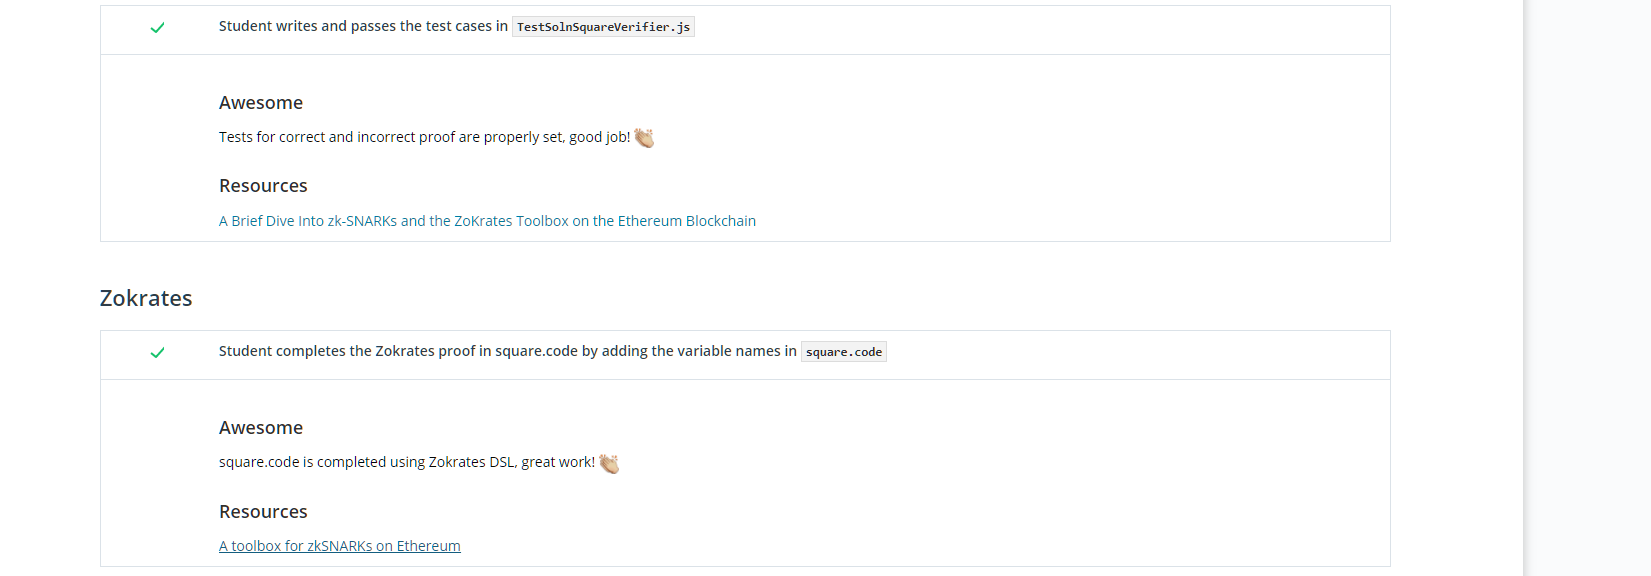 Student writes and passes the test cases in TestSolnSquareVerifier.js
Awesome
Tests for correct and incorrect proof are properly set, good job! 👏🏼
Resources
A Brief Dive Into zk-SNARKs and the ZoKrates Toolbox on the Ethereum Blockchain
Zokrates
Student completes the Zokrates proof in square.code by adding the variable names in square.code
Awesome
square.code is completed using Zokrates DSL, great work! 👏🏼
Resources
A toolbox for zkSNARKs on Ethereum